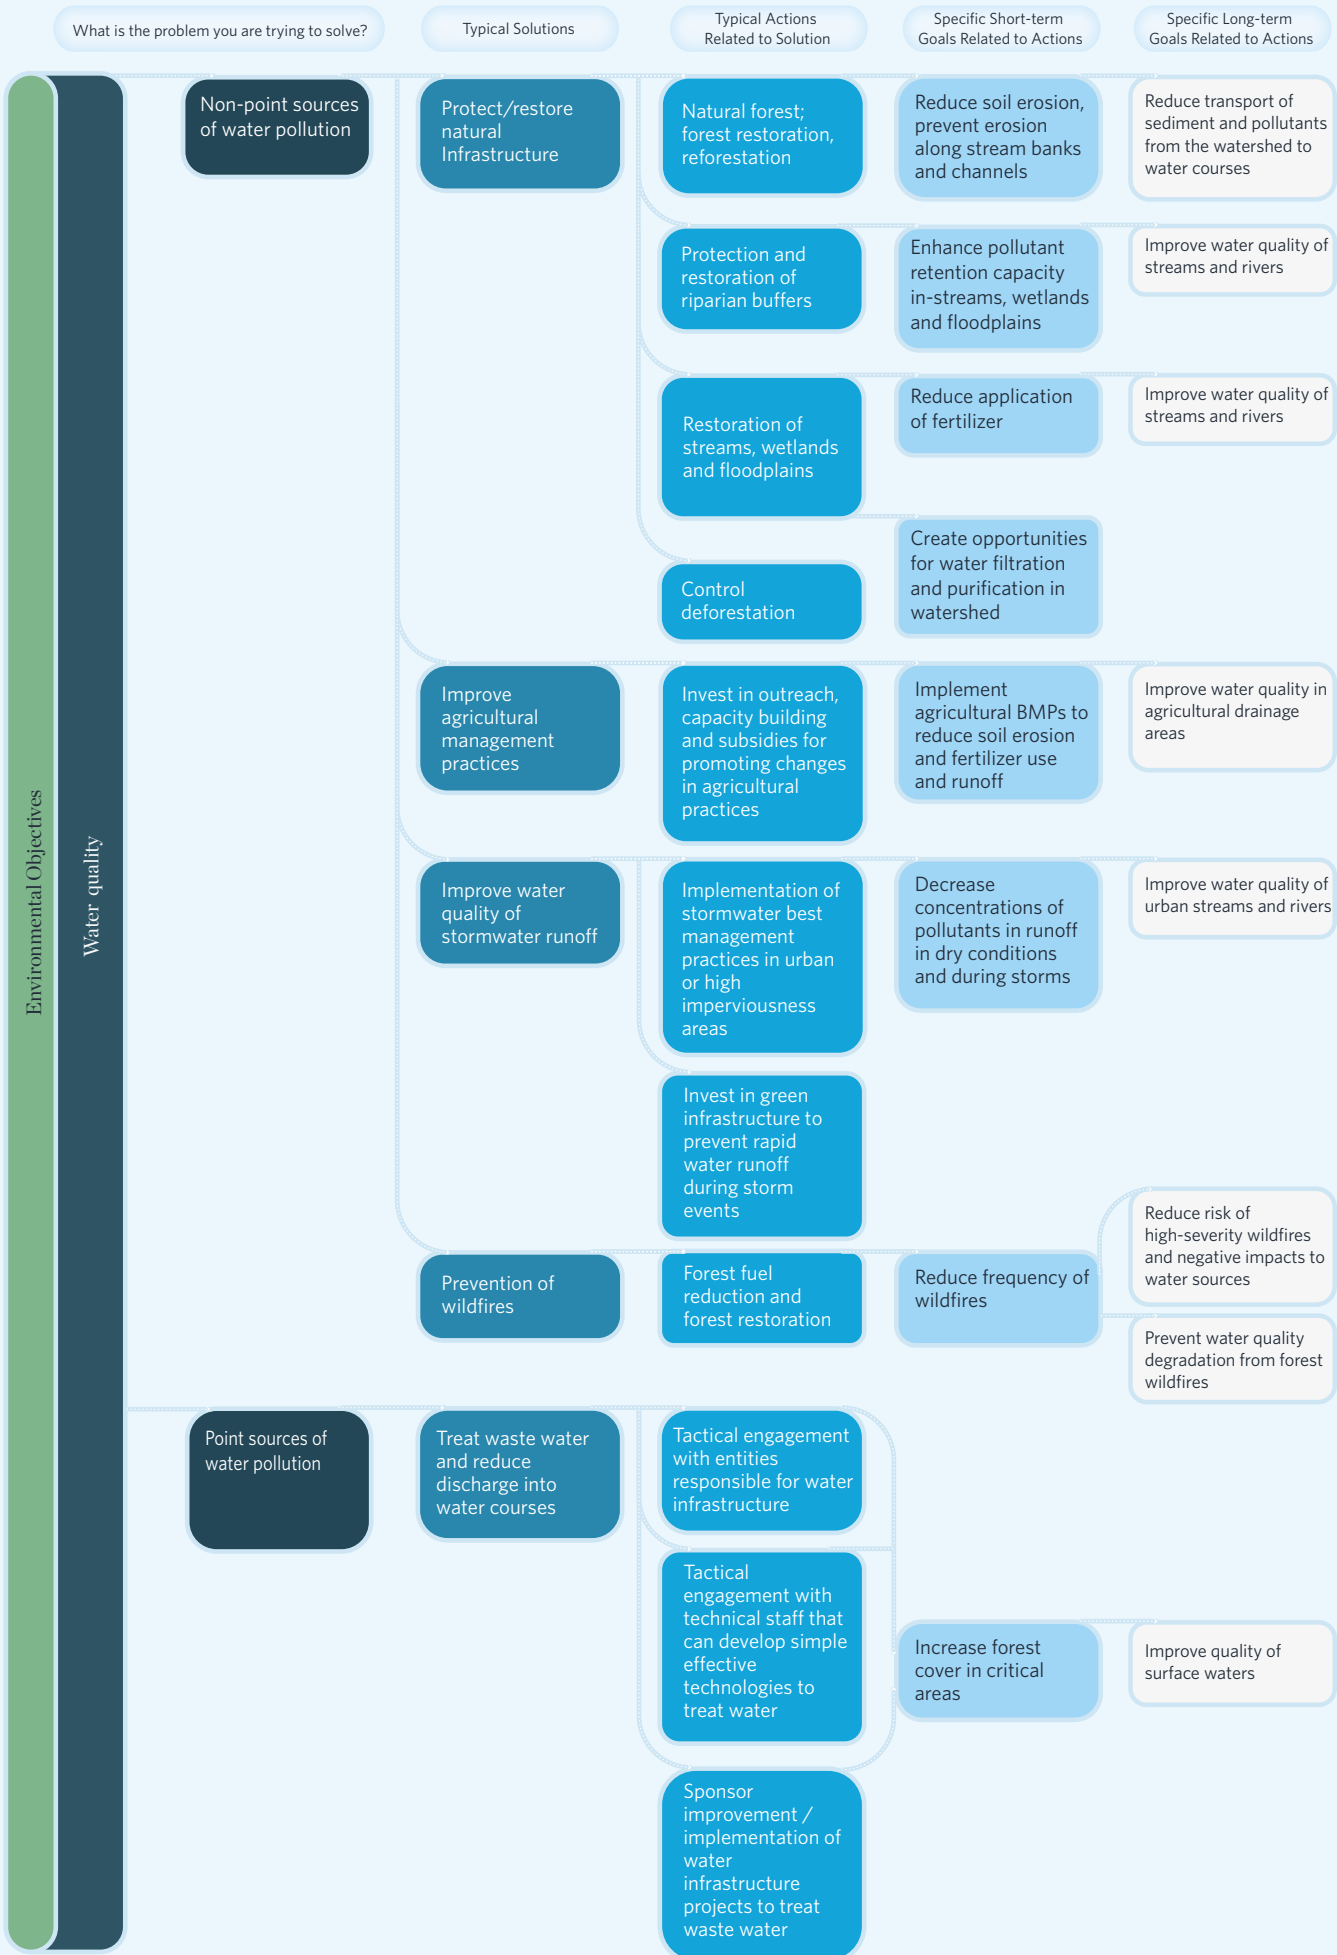 What is the problem you are trying to solve?
Typical Solutions
Typical Actions
Related to Solution
Specific Short-term
Goals Related to Actions
Specific Long-term
Goals Related to Actions
Environmental Objectives
Water quality
Non-point sources
of water pollution
Protect/restore
natural
Infrastructure
Natural forest;
forest restoration,
reforestation
Reduce soil erosion,
prevent erosion
along stream banks
and channels
Reduce transport of
sediment and pollutants
from the watershed to
water courses
Protection and
restoration of
riparian buffers
Enhance pollutant
retention capacity
in-streams, wetlands
and floodplains
Improve water quality of
streams and rivers
Restoration of
streams, wetlands
and floodplains
Reduce application
of fertilizer
Improve water quality of
streams and rivers
Create opportunities
for water filtration
and purification in
watershed
Control
deforestation
Improve
agricultural
management
practices
Invest in outreach,
capacity building
and subsidies for
promoting changes
in agricultural
practices
Implement
agricultural BMPs to
reduce soil erosion
and fertilizer use
and runoff
Improve water quality in
agricultural drainage
areas
Improve water
quality of
stormwater runoff
Implementation of
stormwater best
management
practices in urban
or high
imperviousness
areas
Decrease
concentrations of
pollutants in runoff
in dry conditions
and during storms
Improve water quality of
urban streams and rivers
Invest in green
infrastructure to
prevent rapid
water runoff
during storm
events
Prevention of
wildfires
Forest fuel
reduction and
forest restoration
Reduce frequency of
wildfires
Reduce risk of
high-severity wildfires
and negative impacts to
water sources
Prevent water quality
degradation from forest
wildfires
Point sources of
water pollution
Treat waste water
and reduce
discharge into
water courses
Tactical engagement
with entities
responsible for water
infrastructure
Tactical
engagement with
technical staff that
can develop simple
effective
technologies to
treat water
Increase forest
cover in critical
areas
Improve quality of
surface waters
Sponsor
improvement /
implementation of
water
infrastructure
projects to treat
waste water